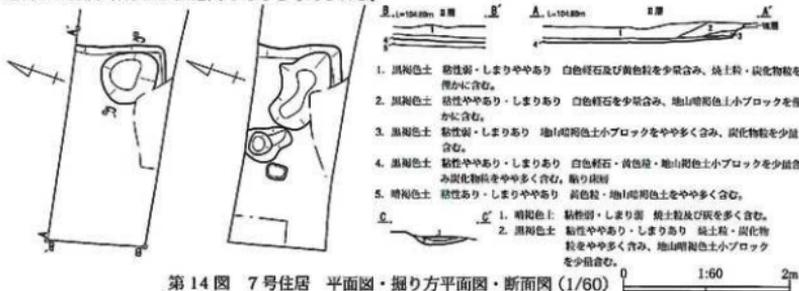 B L=104.60m Ⅱ層 B'
A L=104.60m Ⅱ層 A'
1. 黒褐色土 粘性弱・しまりややあり 白色軽石及び黄色粒を少量含み、焼土粒・炭化物粒を
僅かに含む。
2. 黒褐色土 粘性ややあり・しまりあり 白色軽石を少量含み、地山暗褐色土小ブロックを僅
かに含む。
3. 黒褐色土 粘性弱・しまりあり 地山暗褐色土小ブロックをやや多く含み、炭化物粒を少量
含む。
4. 黒褐色土 粘性ややあり・しまりあり 白色軽石・黄色粒・地山褐色土小ブロックを少量含
み炭化物粒をやや多く含む。貼り床層
5. 暗褐色土 粘性あり・しまりややあり 黄色粒・地山暗褐色土をやや多く含む。
C C'
1. 暗褐色土 粘性弱・しまり弱 焼土粒及び灰を多く含む。
2. 黒褐色土 粘性ややあり・しまりあり 焼土粒・炭化物
粒をやや多く含み、地山暗褐色土小ブロック
を少量含む。
第14図 7号住居 平面図・掘り方平面図・断面図 (1/60)
0 1:60 2m